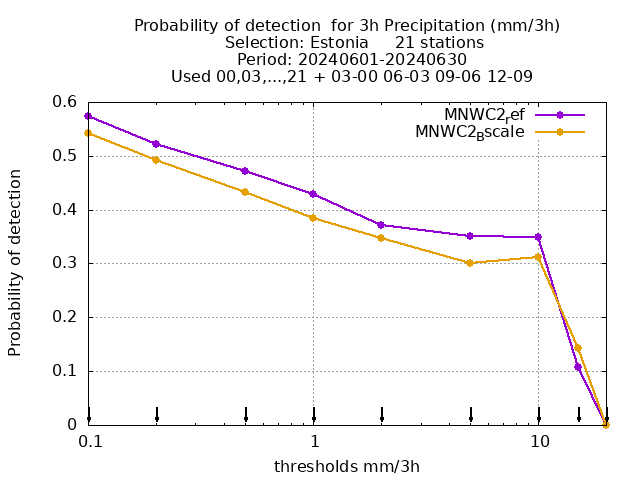 Probability of detection  for 3h Precipitation (mm/3h)
Selection: Estonia     21 stations
Period: 20240601-20240630
Used 00,03,...,21 + 03-00 06-03 09-06 12-09
MNWC2ref
MNWC2Bscale
Probability of detection
0.6
0.5
0.4
0.3
0.2
0.1
0
0.1 1 10
thresholds mm/3h